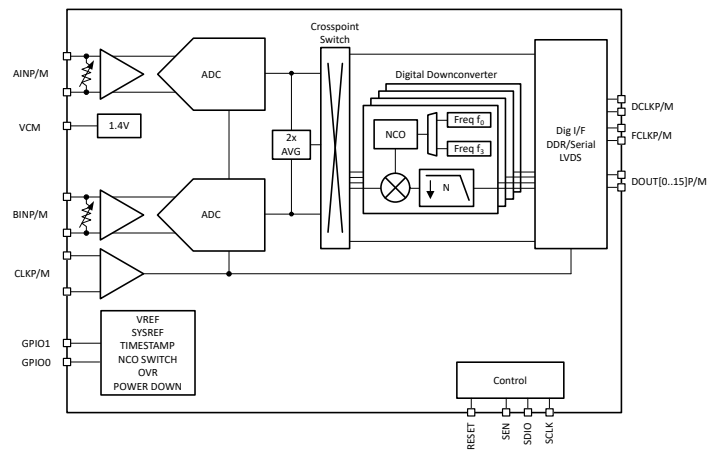 Crosspoint
Switch
AINP/M
ADC
Digital Downconverter
VCM
1.4V
2x
AVG
NCO
Freq f0
Freq f3
N
Dig I/F
DDR/Serial
LVDS
DCLKP/M
FCLKP/M
DOUT[0..15]P/M
BINP/M
ADC
CLKP/M
GPIO1
GPIO0
VREF
SYSREF
TIMESTAMP
NCO SWITCH
OVR
POWER DOWN
Control
RESET
SEN
SDIO
SCLK